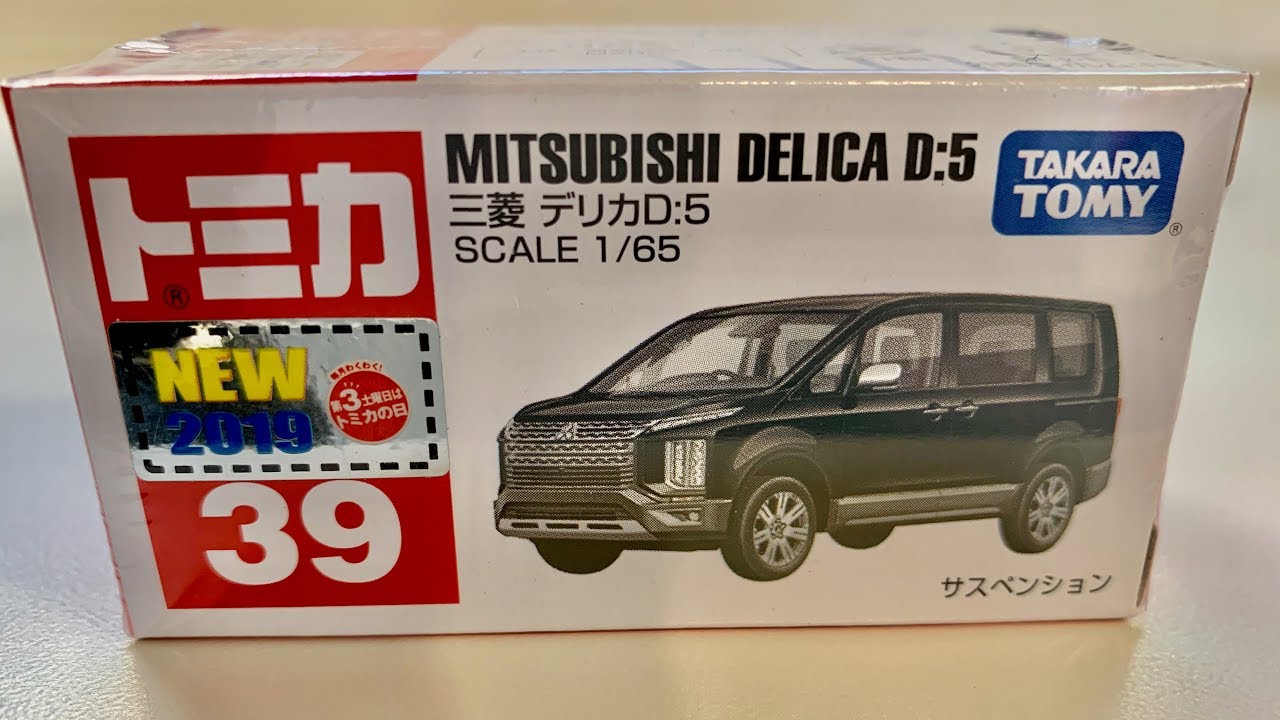 トミカ
®
MITSUBISHI DELICA D:5
三菱 デリカD:5
SCALE 1/65
TAKARA
TOMY
®
NEW
2019
毎月わくわく!
第3土曜日は
トミカの日
39
サスペンション